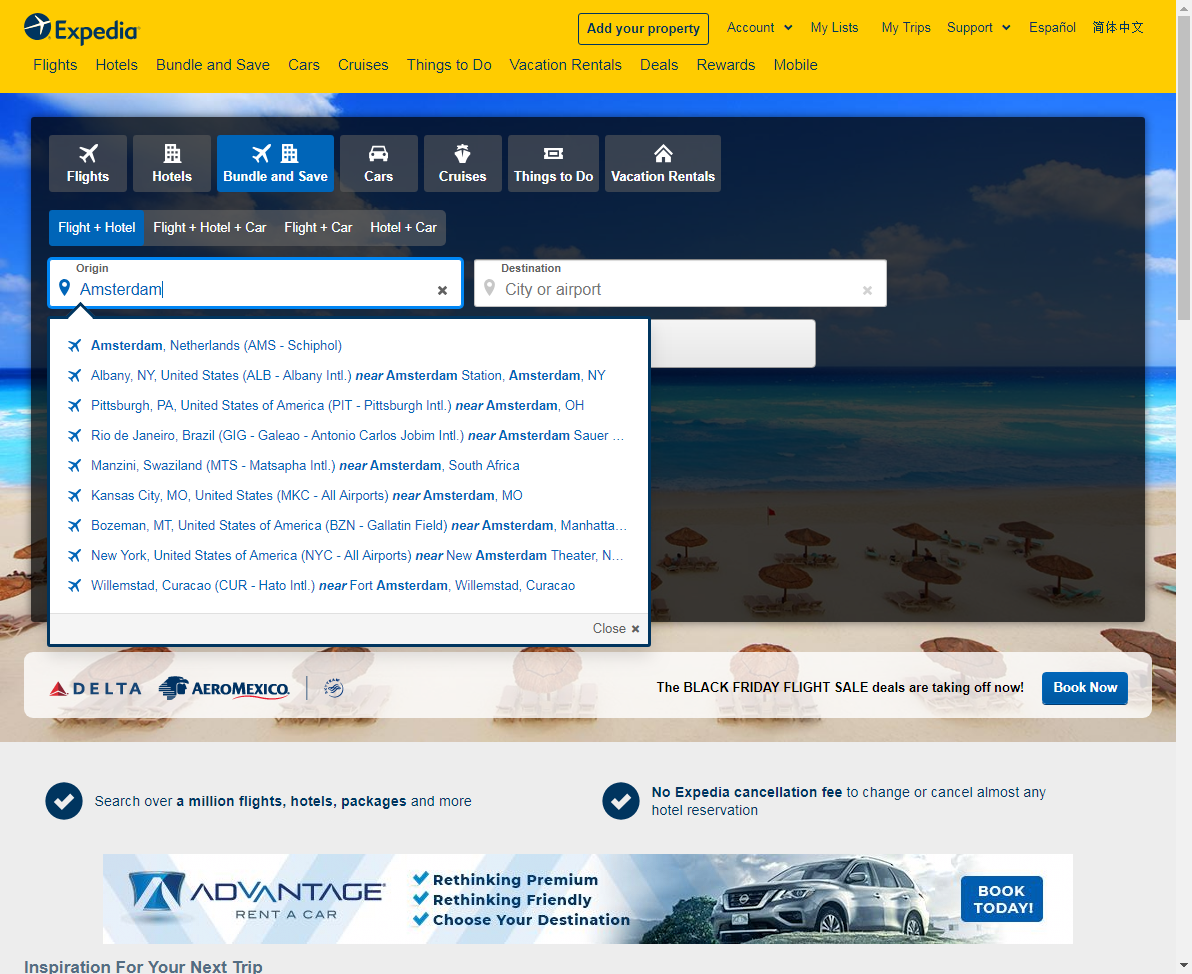 Expedia
Add your property
Account
My Lists
My Trips
Support
Español
简体中文
Flights
Hotels
Bundle and Save
Cars
Cruises
Things to Do
Vacation Rentals
Deals
Rewards
Mobile
Flights
Hotels
Bundle and Save
Cars
Cruises
Things to Do
Vacation Rentals
Flight + Hotel
Flight + Hotel + Car
Flight + Car
Hotel + Car
Origin
Amsterdam
Destination
City or airport
Amsterdam, Netherlands (AMS - Schiphol)
Albany, NY, United States (ALB - Albany Intl.) near Amsterdam Station, Amsterdam, NY
Pittsburgh, PA, United States of America (PIT - Pittsburgh Intl.) near Amsterdam, OH
Rio de Janeiro, Brazil (GIG - Galeao - Antonio Carlos Jobim Intl.) near Amsterdam Sauer ...
Manzini, Swaziland (MTS - Matsapha Intl.) near Amsterdam, South Africa
Kansas City, MO, United States (MKC - All Airports) near Amsterdam, MO
Bozeman, MT, United States of America (BZN - Gallatin Field) near Amsterdam, Manhatta...
New York, United States of America (NYC - All Airports) near New Amsterdam Theater, N...
Willemstad, Curacao (CUR - Hato Intl.) near Fort Amsterdam, Willemstad, Curacao
Close
DELTA
AEROMEXICO
The BLACK FRIDAY FLIGHT SALE deals are taking off now!
Book Now
Search over a million flights, hotels, packages and more
No Expedia cancellation fee to change or cancel almost any
hotel reservation
ADVANTAGE
RENT A CAR
Rethinking Premium
Rethinking Friendly
Choose Your Destination
BOOK
TODAY!
Inspiration For Your Next Trip